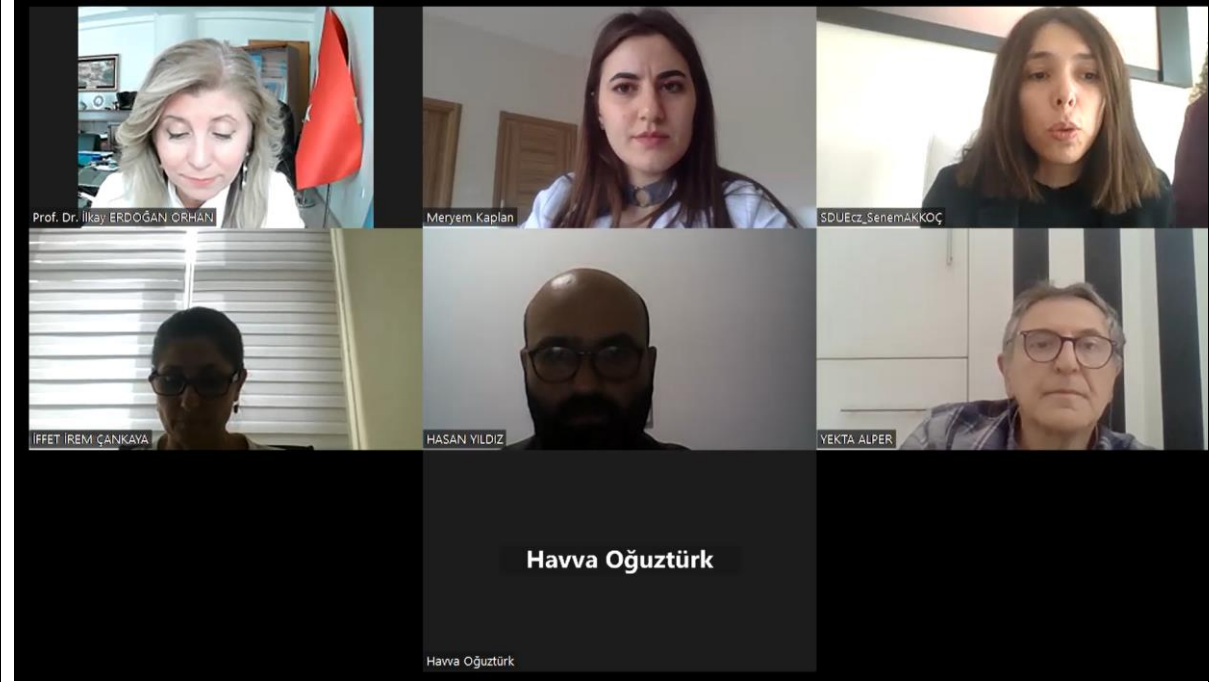 Prof. Dr. İlkay ERDOĞAN ORHAN
Meryem Kaplan
SDUEcz_SenemAKKOÇ
İFFET İREM ÇANKAYA
HASAN YILDIZ
YEKTA ALPER
Havva Oğuztürk
Havva Oğuztürk